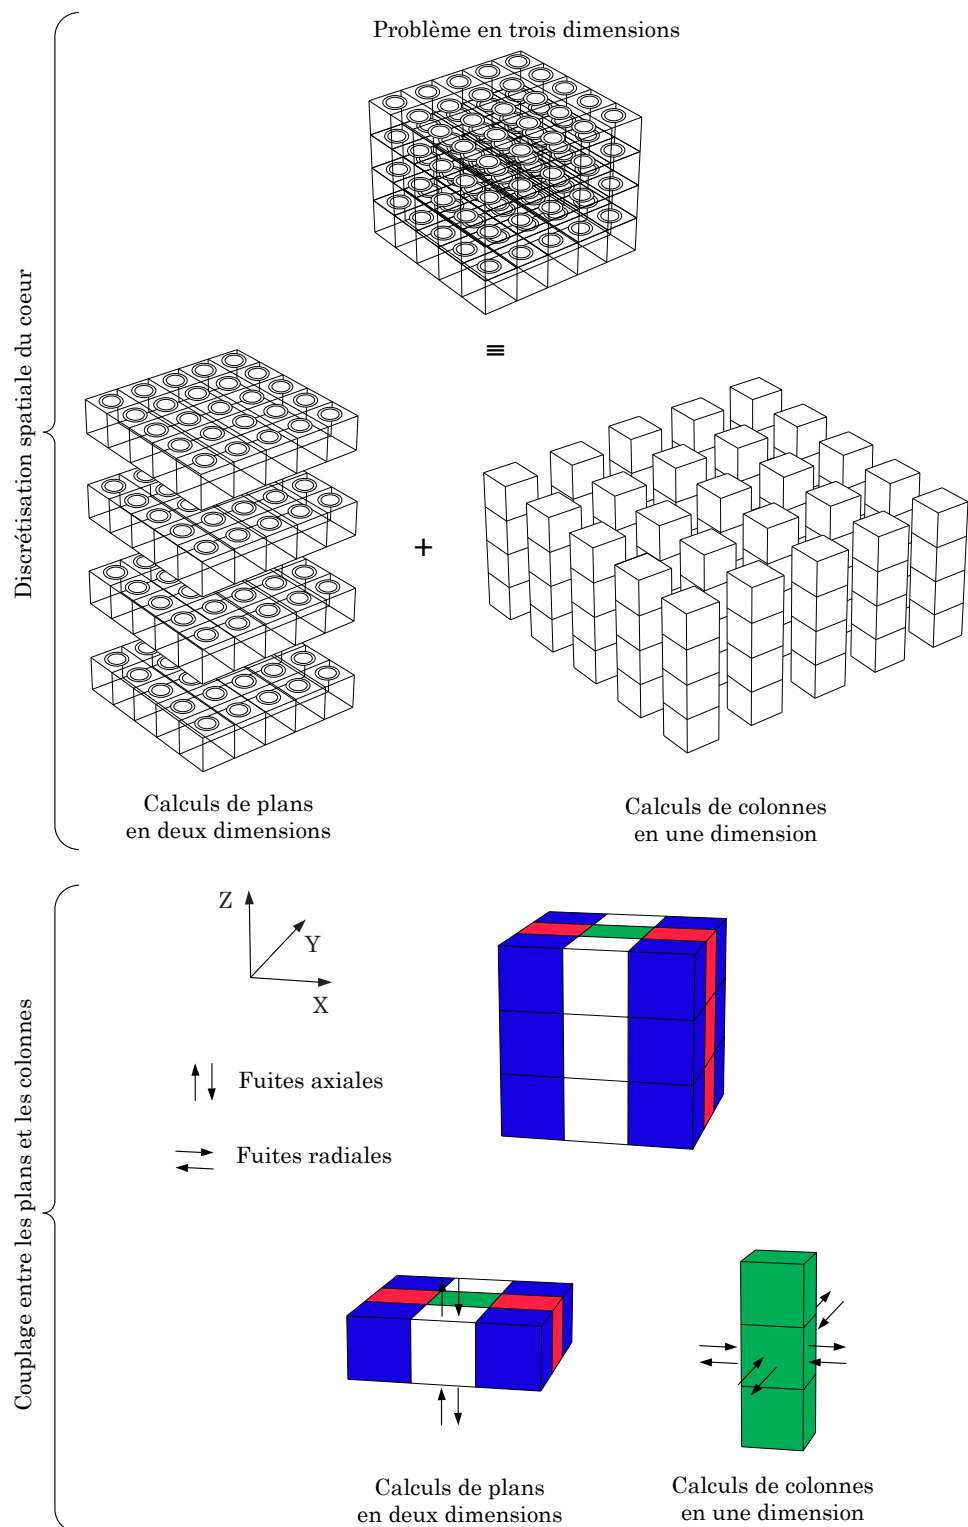 Problème en trois dimensions
Discrétisation spatiale du coeur
≡
+
Calculs de plans
en deux dimensions
Calculs de colonnes
en une dimension
Couplage entre les plans et les colonnes
Z
Y
X
Fuites axiales
Fuites radiales
Calculs de plans
en deux dimensions
Calculs de colonnes
en une dimension